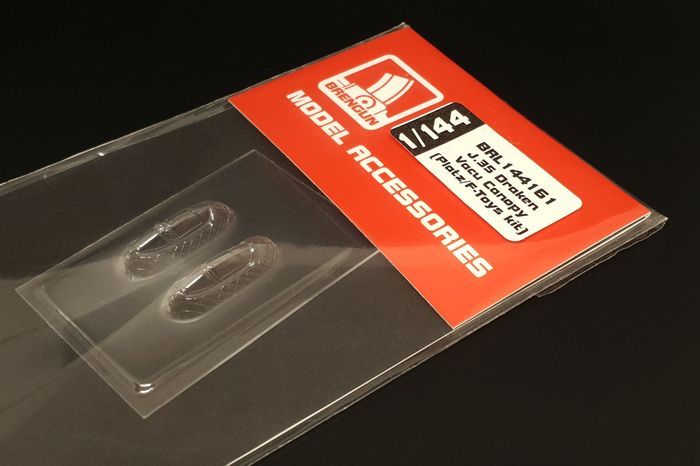 BRENGUN
MODEL ACCESSORIES
1/144
BRL144161
J.35 Draken
Vacu Canopy
(Platz/F-Toys kit)